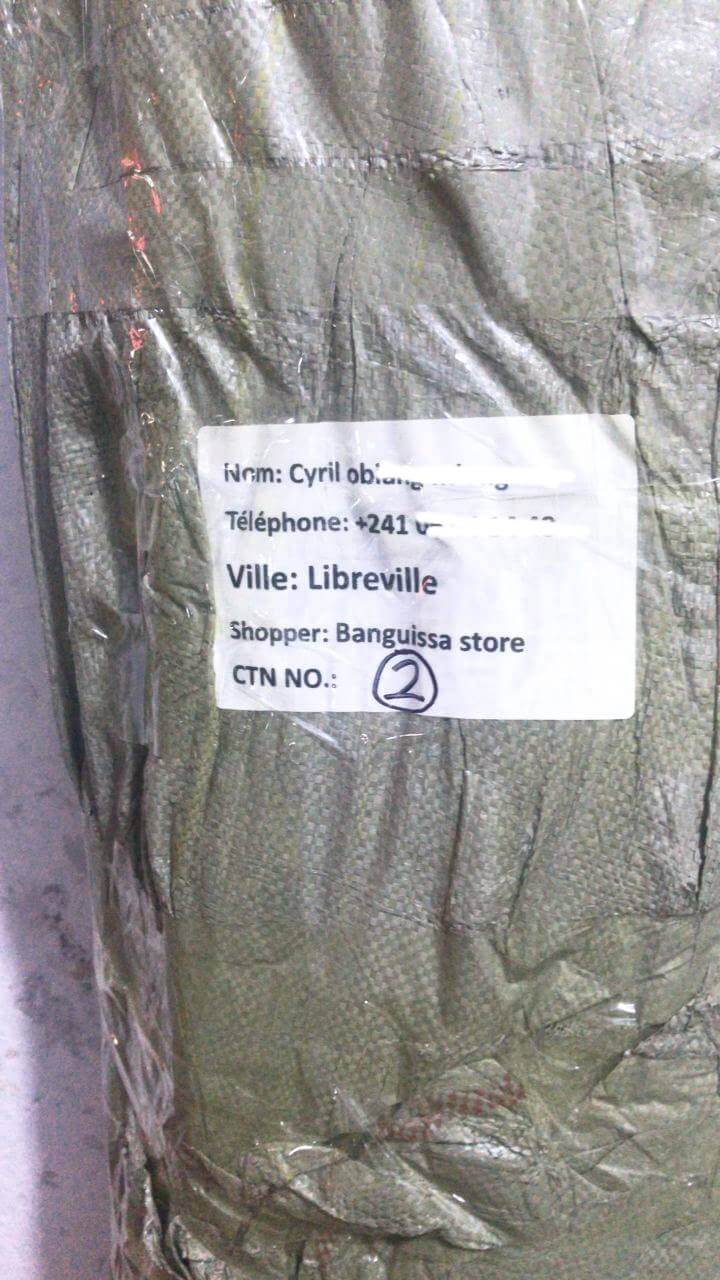 Nom: Cyril
Téléphone: +241
Ville: Libreville
Shopper: Banguissa store
CTN NO.: 2